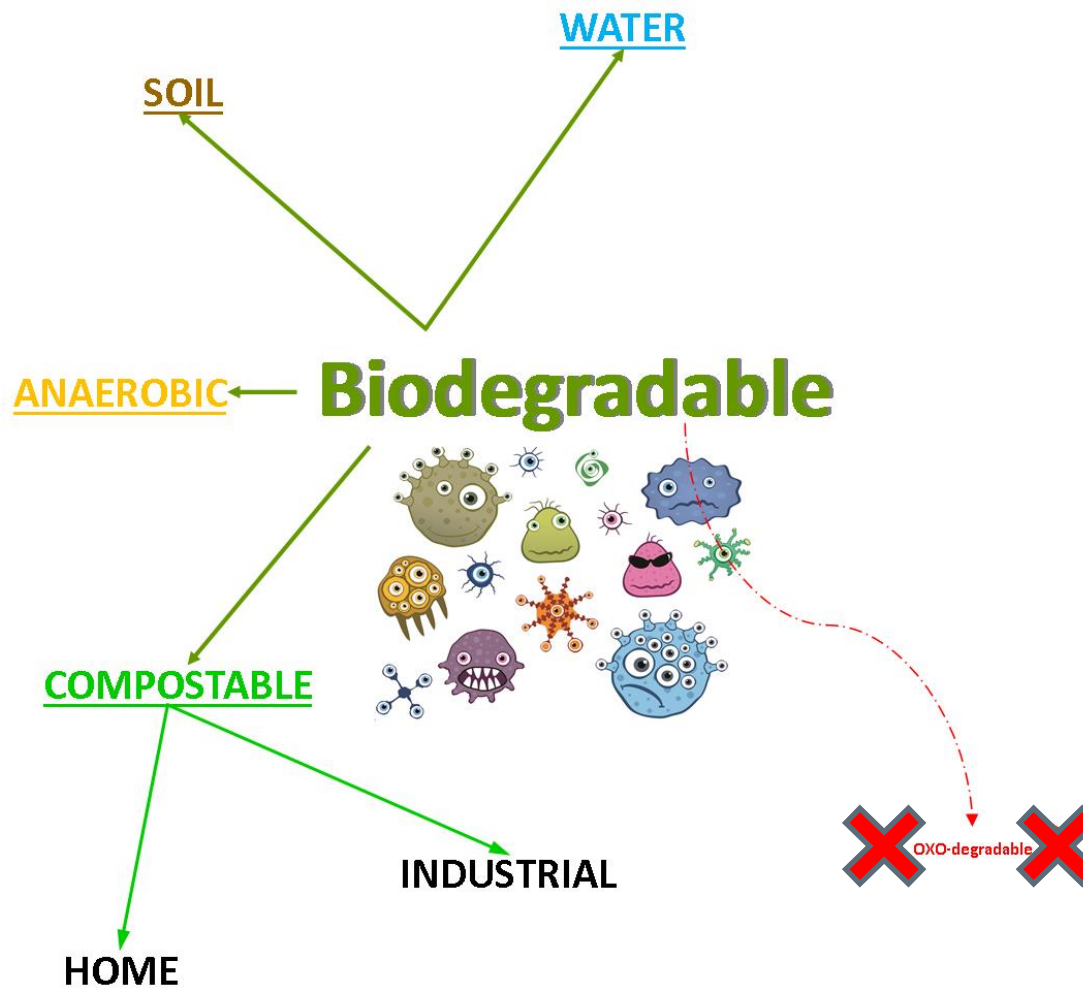 WATER
SOIL
Biodegradable
ANAEROBIC
COMPOSTABLE
OXO-degradable
INDUSTRIAL
HOME